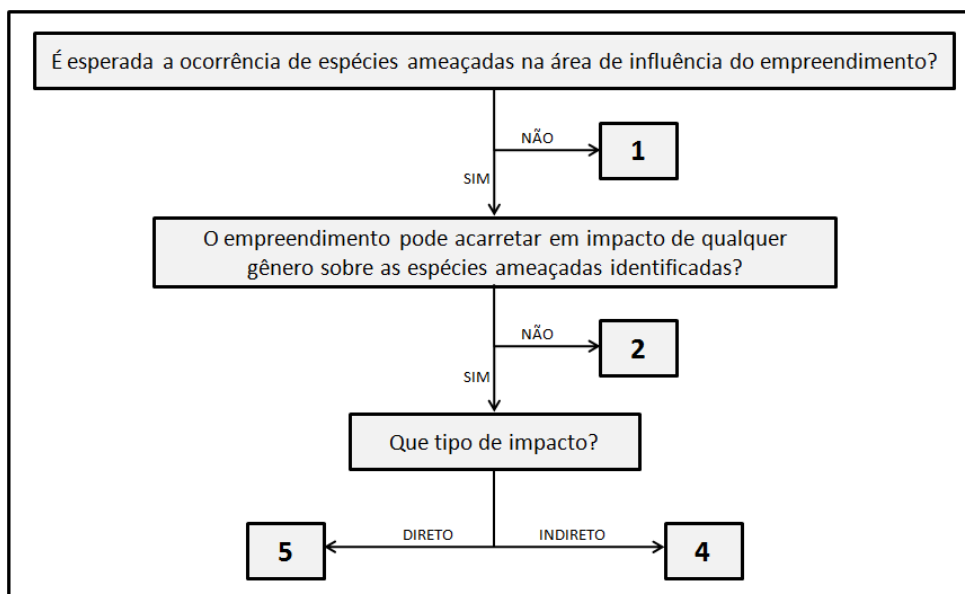 É esperada a ocorrência de espécies ameaçadas na área de influência do empreendimento?
NÃO
1
SIM
O empreendimento pode acarretar em impacto de qualquer
gênero sobre as espécies ameaçadas identificadas?
NÃO
2
SIM
Que tipo de impacto?
DIRETO
INDIRETO
5
4